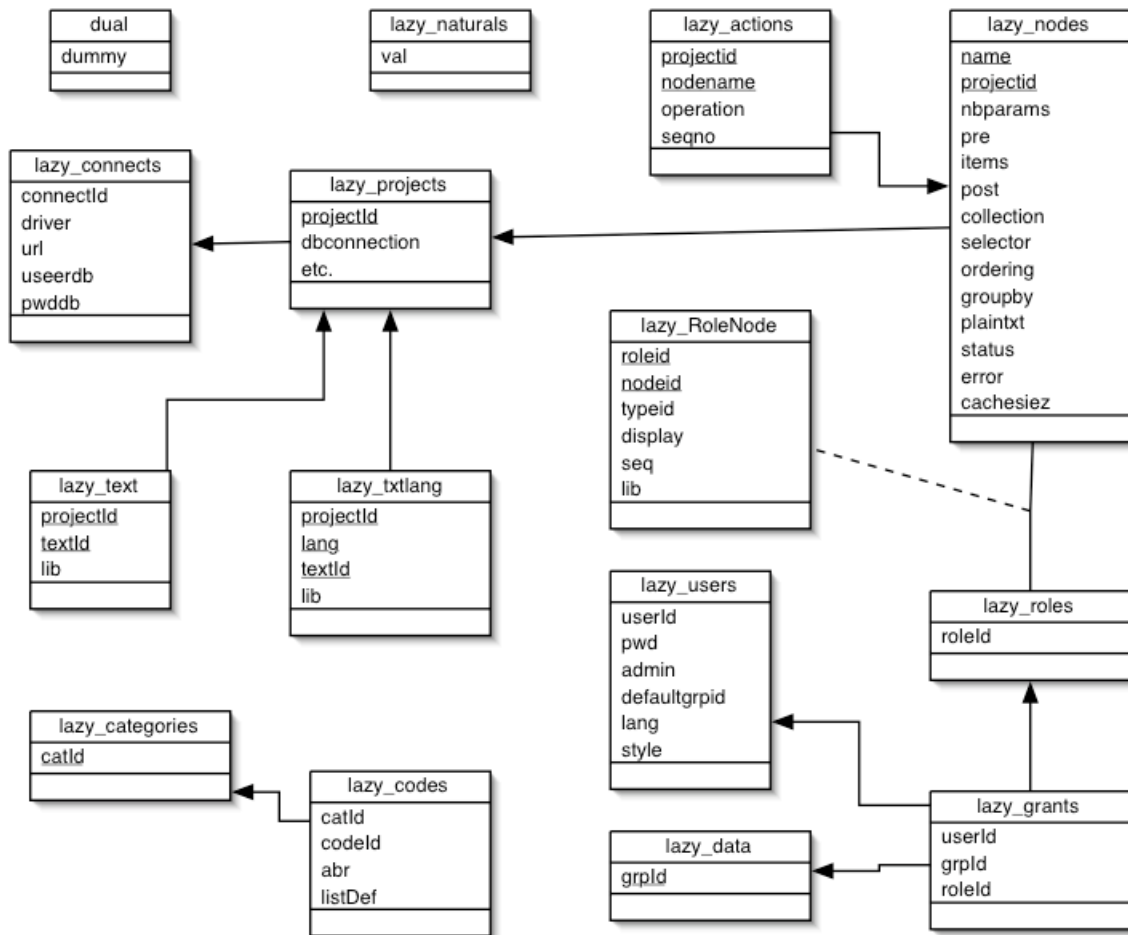 dual
dummy
lazy_naturals
val
lazy_actions
projectid
nodename
operation
seqno
lazy_nodes
name
projectid
nbparams
pre
items
post
collection
selector
ordering
groupby
plaintxt
status
error
cachesiez
lazy_connects
connectId
driver
url
useerdb
pwddb
lazy_projects
projectId
dbconnection
etc.
lazy_RoleNode
roleid
nodeid
typeid
display
seq
lib
lazy_text
projectId
textId
lib
lazy_txtlang
projectId
lang
textId
lib
lazy_users
userId
pwd
admin
defaultgrpid
lang
style
lazy_roles
roleId
lazy_categories
catId
lazy_codes
catId
codeId
abr
listDef
lazy_data
grpId
lazy_grants
userId
grpId
roleId